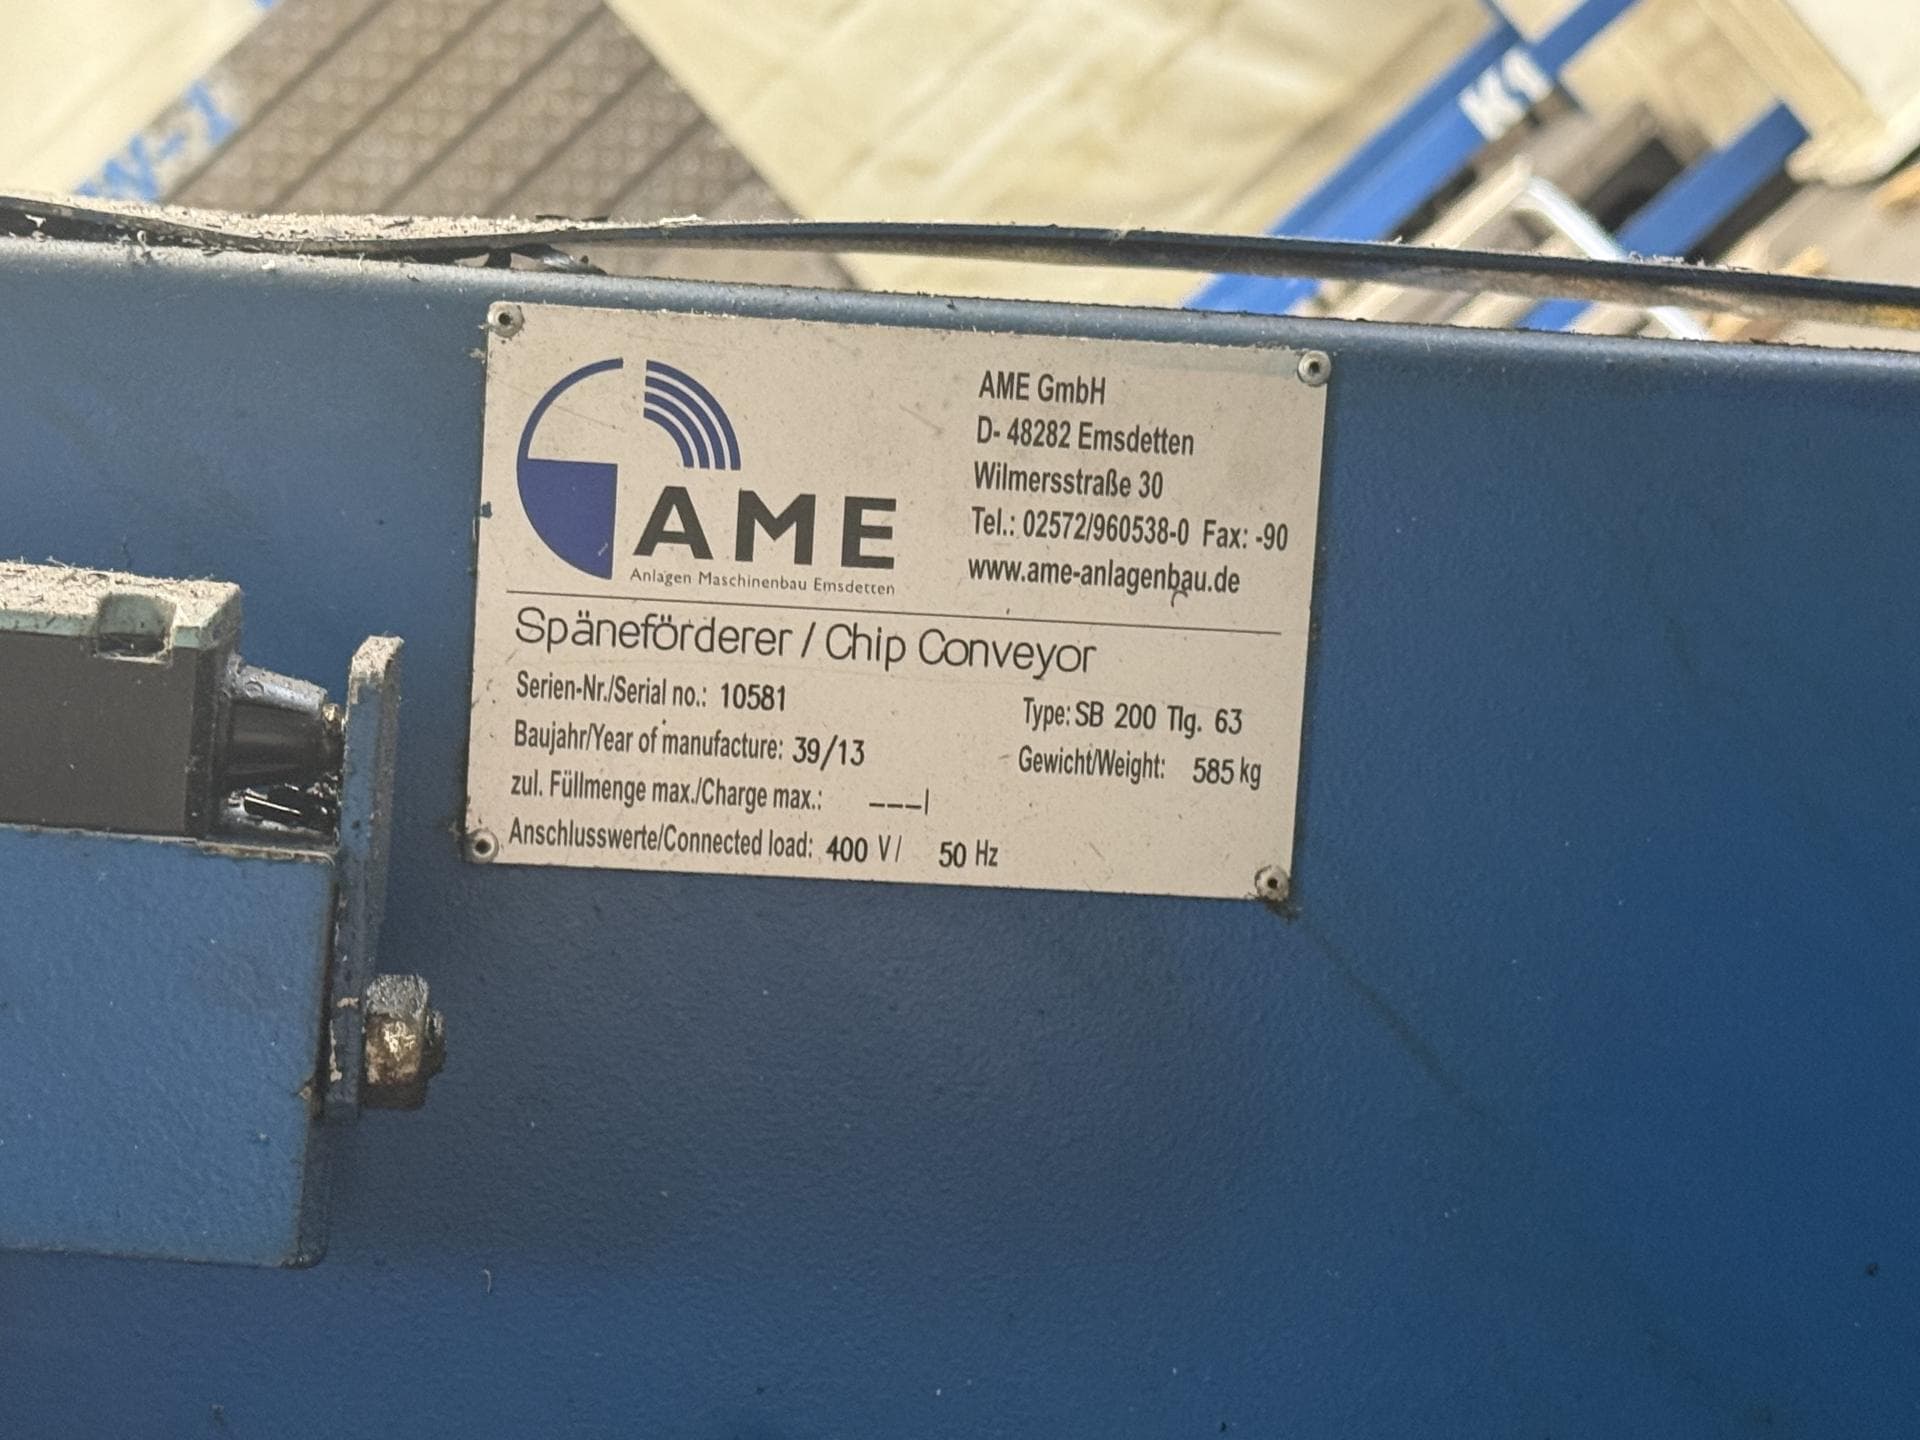 W-1
K1
AME
Anlagen Maschinenbau Emsdetten
AME GmbH
D- 48282 Emsdetten
Wilmersstraße 30
Tel.: 02572/960538-0 Fax: -90
www.ame-anlagenbau.de
Späneförderer / Chip Conveyor
Serien-Nr./Serial no.: 10581
Type: SB 200 Tlg. 63
Baujahr/Year of manufacture: 39/13
Gewicht/Weight: 585 kg
zul. Füllmenge max./Charge max.: ---l
Anschlusswerte/Connected load: 400 V/ 50 Hz